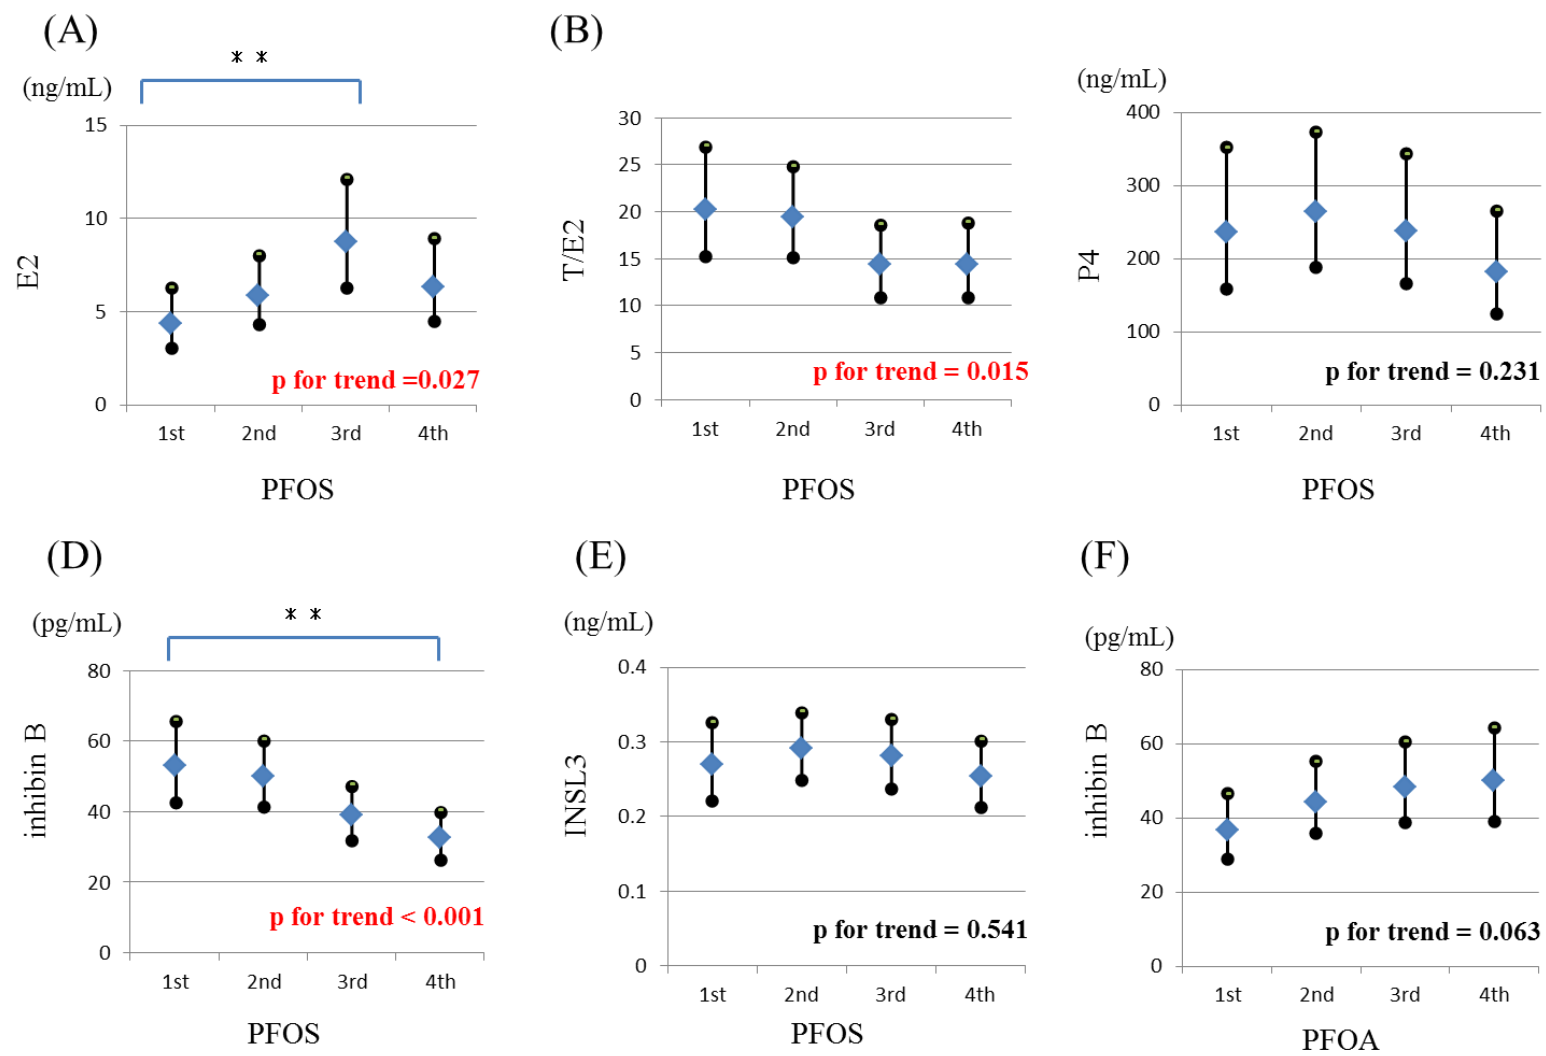 (A)
* *
(ng/mL)
E2
15
10
5
0
p for trend =0.027
1st 2nd 3rd 4th
PFOS
(B)
T/E2
30
25
20
15
10
5
0
p for trend = 0.015
1st 2nd 3rd 4th
PFOS
(ng/mL)
P4
400
300
200
100
0
p for trend = 0.231
1st 2nd 3rd 4th
PFOS
(D)
* *
(pg/mL)
inhibin B
80
60
40
20
0
p for trend < 0.001
1st 2nd 3rd 4th
PFOS
(E)
(ng/mL)
INSL3
0.4
0.3
0.2
0.1
0
p for trend = 0.541
1st 2nd 3rd 4th
PFOS
(F)
(pg/mL)
inhibin B
80
60
40
20
0
p for trend = 0.063
1st 2nd 3rd 4th
PFOA